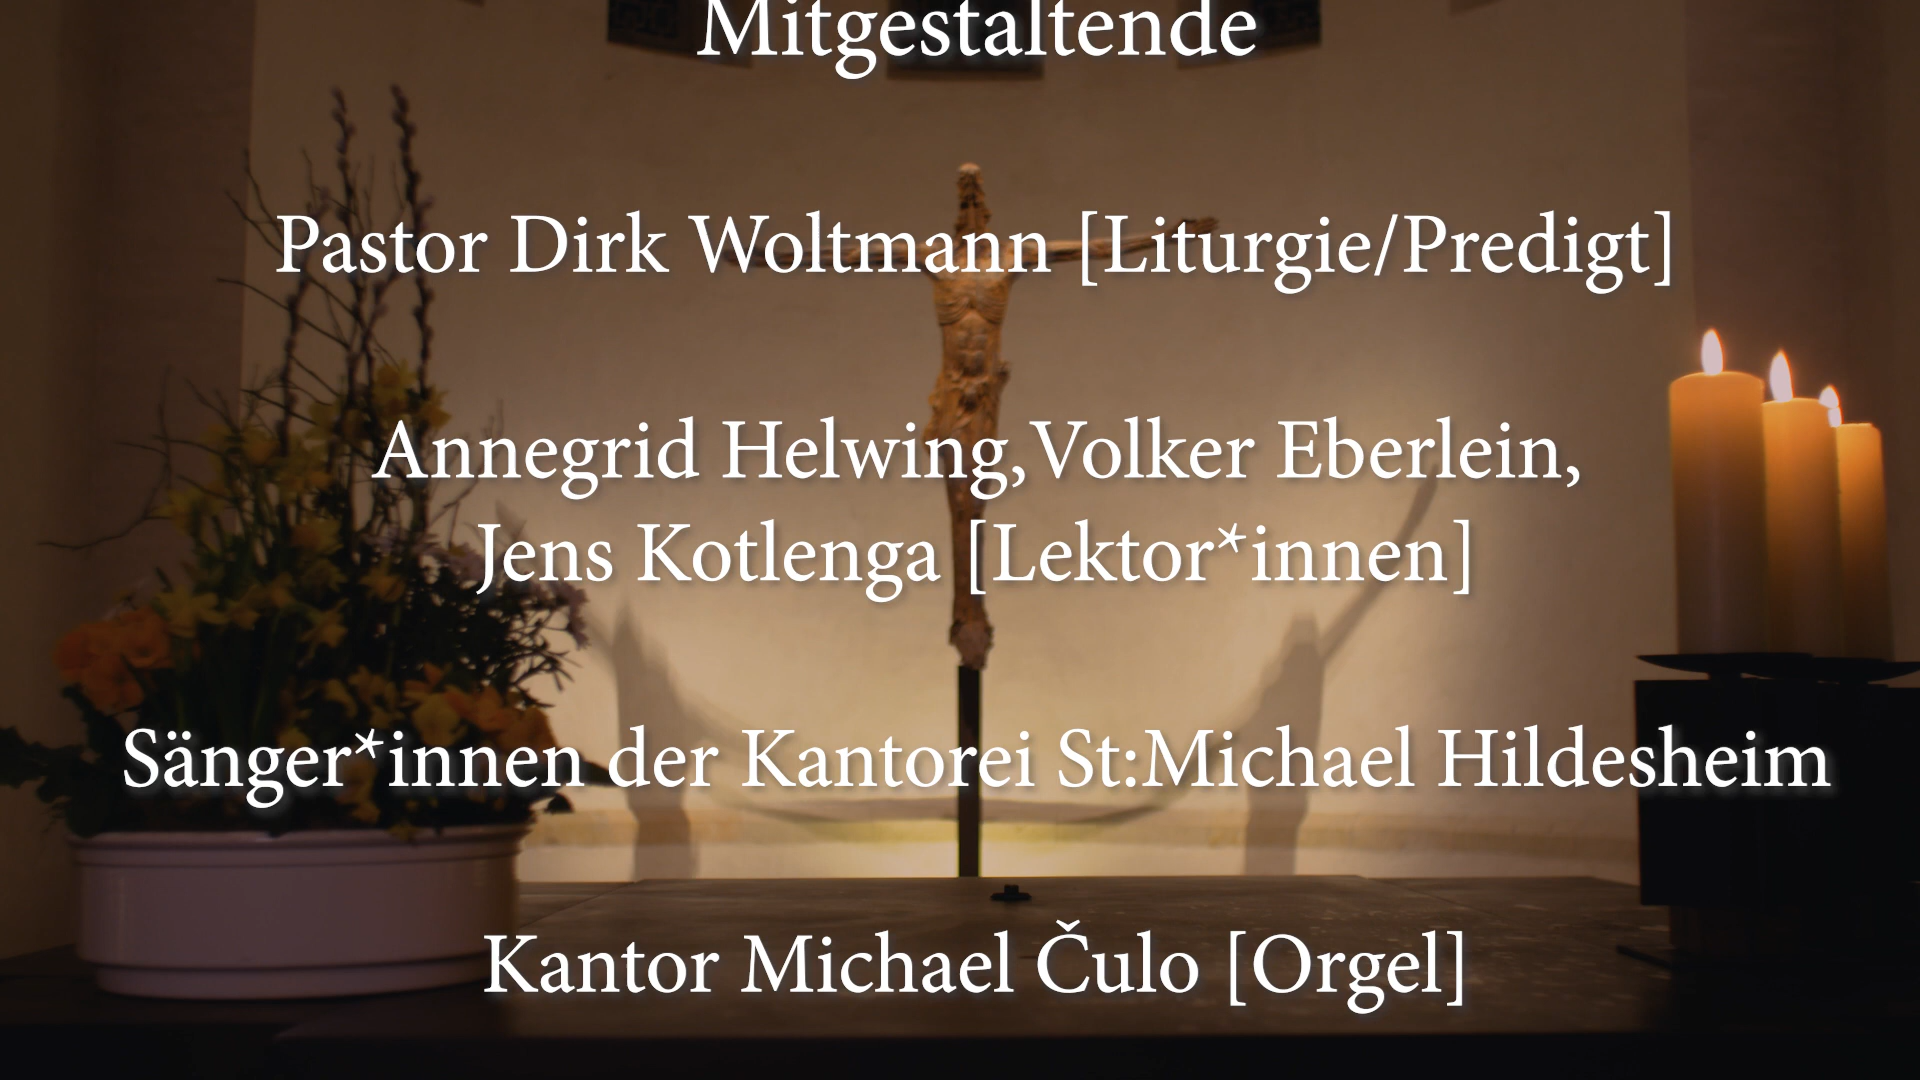 Mitgestaltende
Pastor Dirk Woltmann [Liturgie/Predigt]
Annegrid Helwing,Volker Eberlein,
Jens Kotlenga [Lektor*innen]
Sänger*innen der Kantorei St:Michael Hildesheim
Kantor Michael Čulo [Orgel]